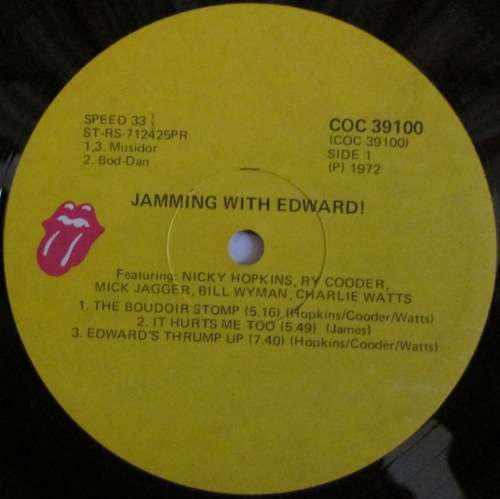 SPEED 33 ⅓
ST-RS-712425PR
1,3. Musidor
2. Bod-Dan
COC 39100
(COC 39100)
SIDE 1
(P) 1972
JAMMING WITH EDWARD!
Featuring: NICKY HOPKINS, RY COODER,
MICK JAGGER, BILL WYMAN, CHARLIE WATTS
1. THE BOUDOIR STOMP (5.16) (Hopkins/Cooder/Watts)
2. IT HURTS ME TOO (5.49) (James)
3. EDWARD'S THRUMP UP (7.40) (Hopkins/Cooder/Watts)